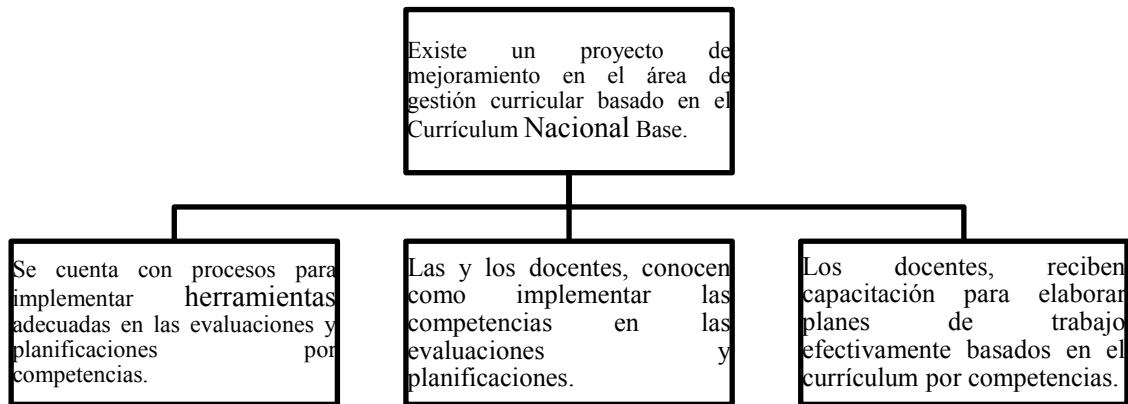 Existe un proyecto de
mejoramiento en el área de
gestión curricular basado en el
Currículum Nacional Base.
Se cuenta con procesos para
implementar herramientas
adecuadas en las evaluaciones y
planificaciones por
competencias.
Las y los docentes, conocen
como implementar las
competencias en las
evaluaciones y
planificaciones.
Los docentes, reciben
capacitación para elaborar
planes de trabajo
efectivamente basados en el
currículum por competencias.